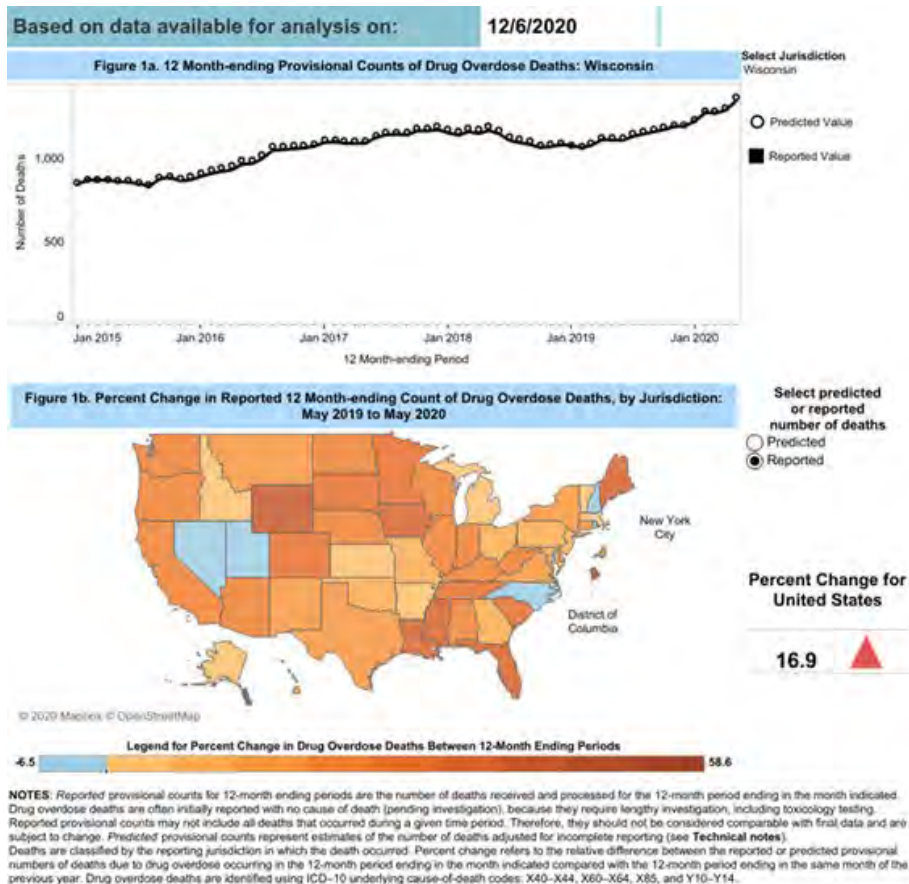 Based on data available for analysis on: 12/6/2020
Figure 1a. 12 Month-ending Provisional Counts of Drug Overdose Deaths: Wisconsin
Select Jurisdiction
Wisconsin
Predicted Value
Reported Value
Number of Deaths
1,000
500
0
Jan 2015 Jan 2016 Jan 2017 Jan 2018 Jan 2019 Jan 2020
12 Month-ending Period
Figure 1b. Percent Change in Reported 12 Month-ending Count of Drug Overdose Deaths, by Jurisdiction:
May 2019 to May 2020
Select predicted
or reported
number of deaths
Predicted
Reported
New York
City
District of
Columbia
Percent Change for
United States
16.9
© 2020 Mapbox © OpenStreetMap
Legend for Percent Change in Drug Overdose Deaths Between 12-Month Ending Periods
-6.5 58.6
NOTES: Reported provisional counts for 12-month ending periods are the number of deaths received and processed for the 12-month period ending in the month indicated.
Drug overdose deaths are often initially reported with no cause of death (pending investigation), because they require lengthy investigation, including toxicology testing.
Reported provisional counts may not include all deaths that occurred during a given time period. Therefore, they should not be considered comparable with final data and are
subject to change. Predicted provisional counts represent estimates of the number of deaths adjusted for incomplete reporting (see Technical notes).
Deaths are classified by the reporting jurisdiction in which the death occurred. Percent change refers to the relative difference between the reported or predicted provisional
numbers of deaths due to drug overdose occurring in the 12-month period ending in the month indicated compared with the 12-month period ending in the same month of the
previous year. Drug overdose deaths are identified using ICD–10 underlying cause-of-death codes: X40–X44, X60–X64, X85, and Y10–Y14.